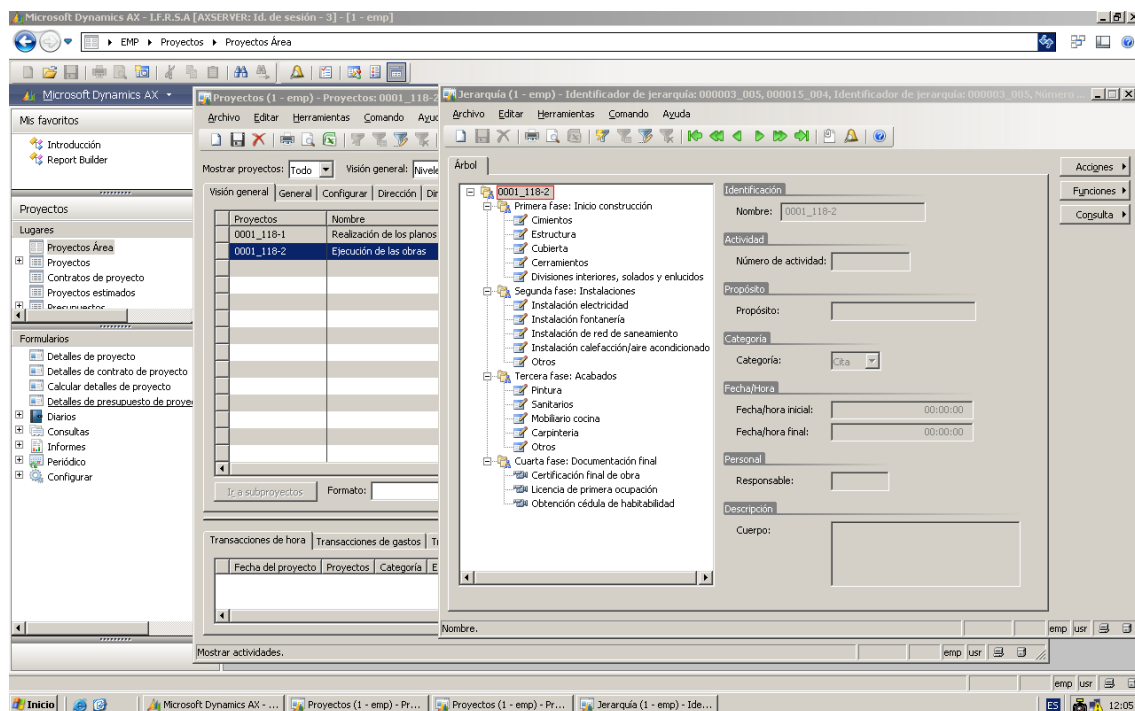 Microsoft Dynamics AX - I.F.R.S.A [AXSERVER: Id. de sesión - 3] - [1 - emp]
EMP ▸ Proyectos ▸ Proyectos Área
Microsoft Dynamics AX
Mis favoritos
Introducción
Report Builder
Proyectos
Lugares
Proyectos Área
Proyectos
Contratos de proyecto
Proyectos estimados
Presupuestos
Formularios
Detalles de proyecto
Detalles de contrato de proyecto
Calcular detalles de proyecto
Detalles de presupuesto de proye
Diarios
Consultas
Informes
Periódico
Configurar
Proyectos (1 - emp) - Proyectos: 0001_118-2
Archivo Editar Herramientas Comando Ayuc
Mostrar proyectos: Todo Visión general: Nivele
Visión general General Configurar Dirección Dir
Proyectos Nombre
0001_118-1 Realización de los planos
0001_118-2 Ejecución de las obras
Ir a subproyectos Formato:
Transacciones de hora Transacciones de gastos Tr
Fecha del proyecto Proyectos Categoría E
Mostrar actividades.
emp usr
Jerarquía (1 - emp) - Identificador de jerarquía: 000003_005, 000015_004, Identificador de jerarquía: 000003_005, Número ...
Archivo Editar Herramientas Comando Ayuda
Árbol
0001_118-2
Primera fase: Inicio construcción
Cimientos
Estructura
Cubierta
Cerramientos
Divisiones interiores, solados y enlucidos
Segunda fase: Instalaciones
Instalación electricidad
Instalación fontanería
Instalación de red de saneamiento
Instalación calefacción/aire acondicionado
Otros
Tercera fase: Acabados
Pintura
Sanitarios
Mobiliario cocina
Carpinteria
Otros
Cuarta fase: Documentación final
Certificación final de obra
Licencia de primera ocupación
Obtención cédula de habitabilidad
Identificación
Nombre: 0001_118-2
Actividad
Número de actividad:
Propósito
Propósito:
Categoría
Categoría: Cita
Fecha/Hora
Fecha/hora inicial: 00:00:00
Fecha/hora final: 00:00:00
Personal
Responsable:
Descripción
Cuerpo:
Acciones
Funciones
Consulta
Nombre.
emp usr
emp usr
Inicio
Microsoft Dynamics AX - ...
Proyectos (1 - emp) - Pr...
Proyectos (1 - emp) - Pr...
Jerarquía (1 - emp) - Ide...
ES
12:05